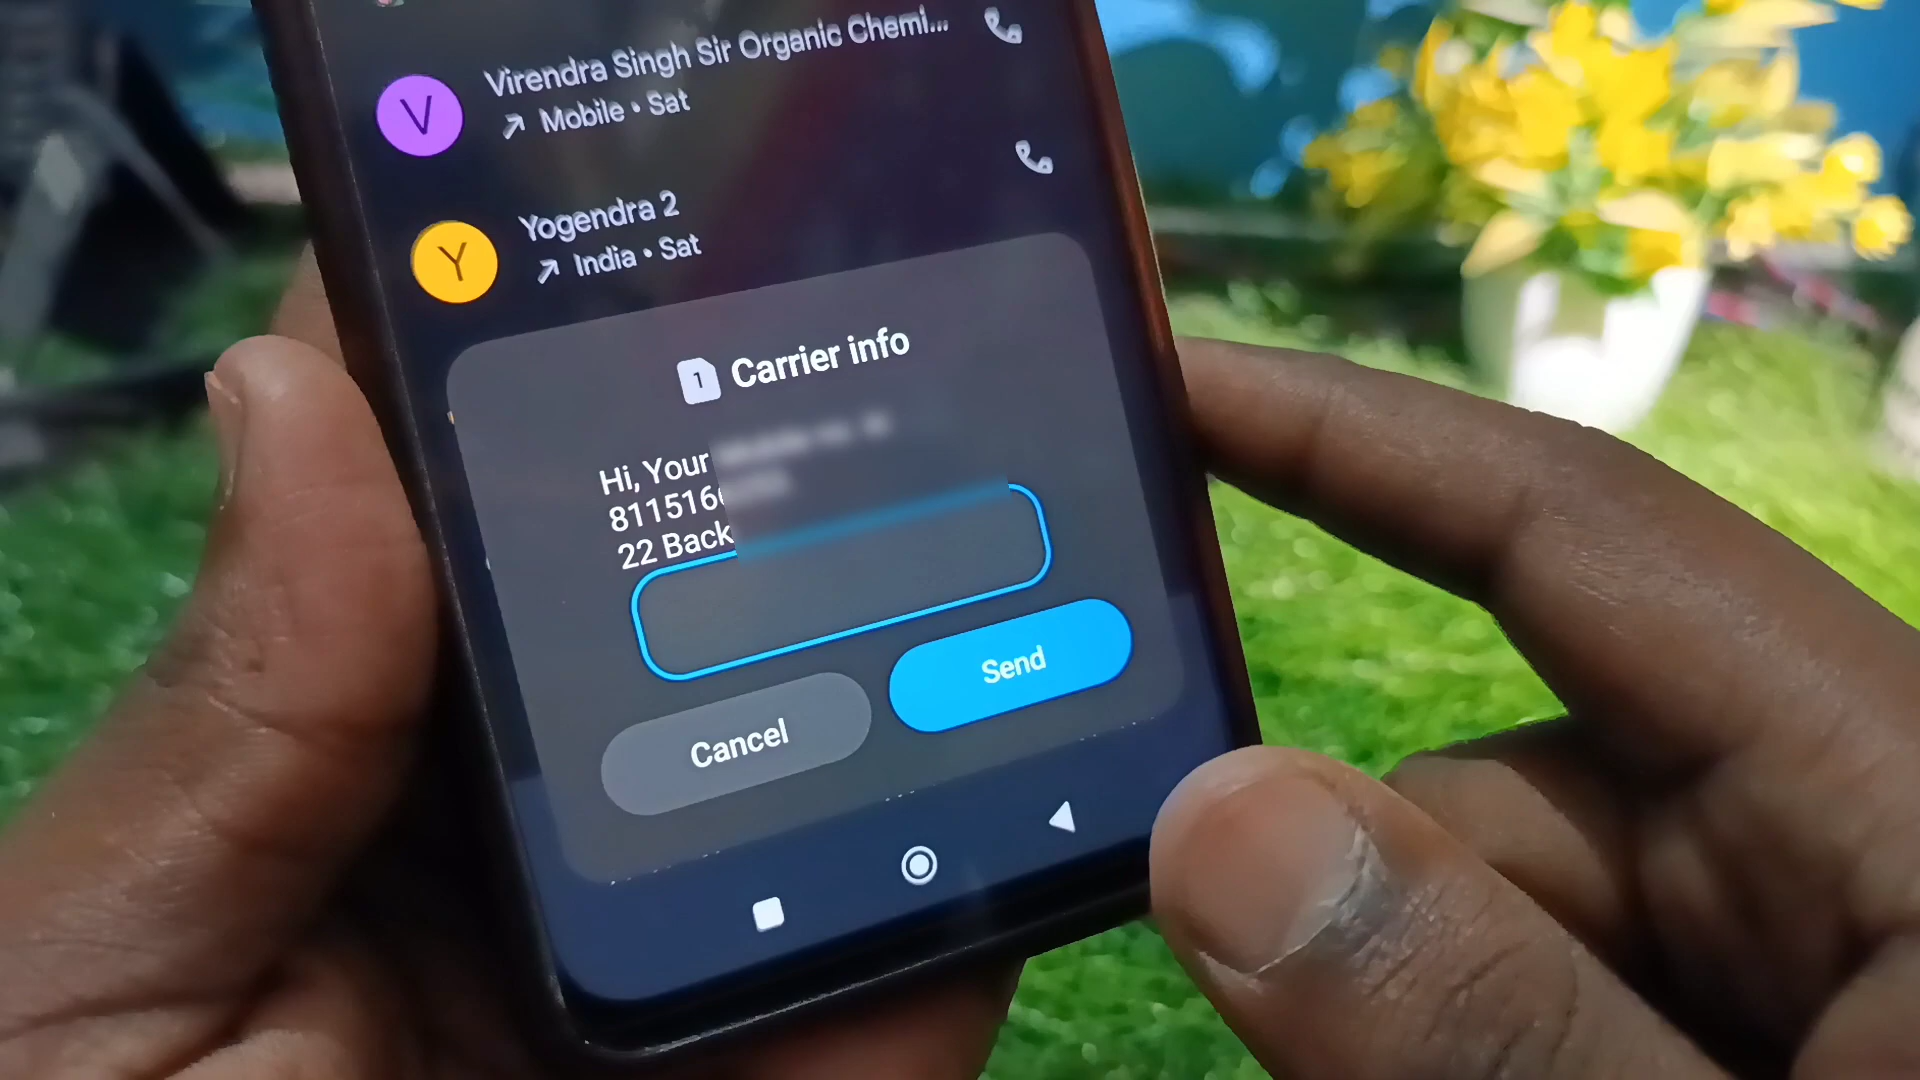 Virendra Singh Sir Organic Chemi...
V
Mobile • Sat
Yogendra 2
Y
India • Sat
1 Carrier info
Hi, Your
811516
22 Back
Send
Cancel